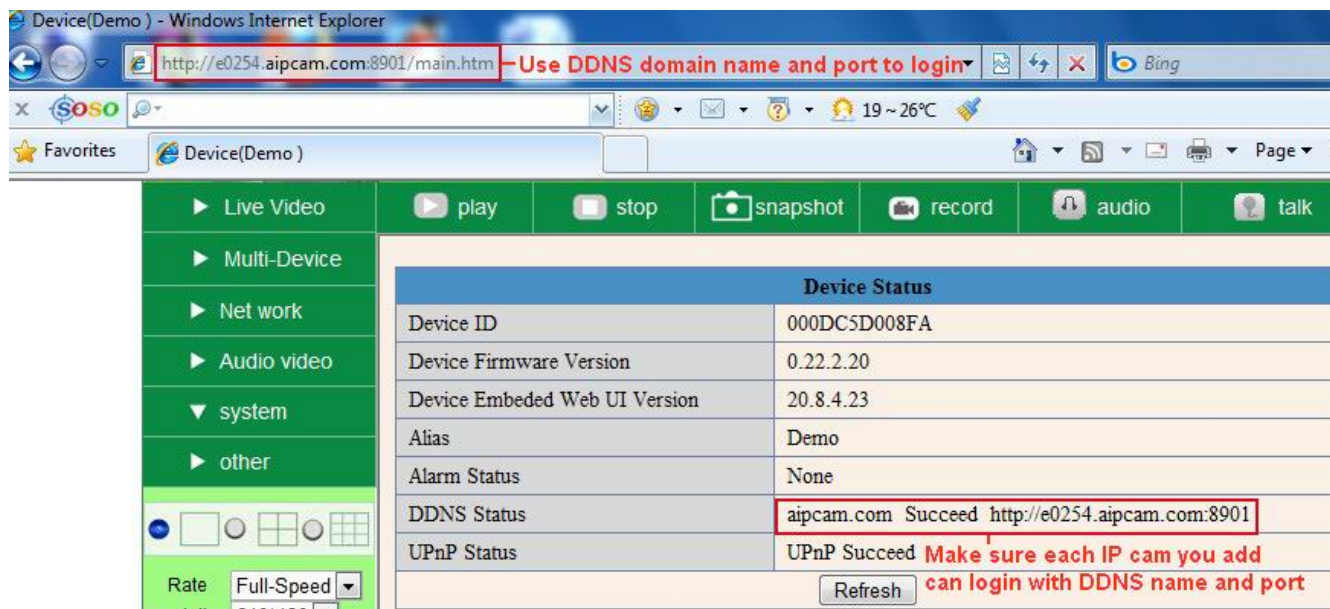 Device(Demo ) - Windows Internet Explorer
http://e0254.aipcam.com:8901/main.htm
Use DDNS domain name and port to login
Bing
x SOSO
19~26℃
Favorites
Device(Demo )
Page
Live Video
play
stop
snapshot
record
audio
talk
Multi-Device
Net work
Audio video
system
other
Device Status
Device ID 000DC5D008FA
Device Firmware Version 0.22.2.20
Device Embeded Web UI Version 20.8.4.23
Alias Demo
Alarm Status None
DDNS Status aipcam.com Succeed http://e0254.aipcam.com:8901
UPnP Status UPnP Succeed
Make sure each IP cam you add
can login with DDNS name and port
Refresh
Rate Full-Speed